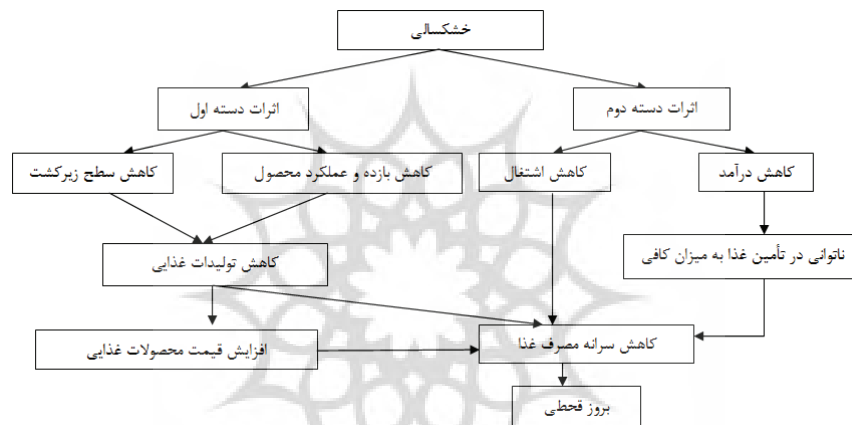 خشکسالی
اثرات دسته اول
اثرات دسته دوم
کاهش سطح زیرکشت
کاهش بازده و عملکرد محصول
کاهش اشتغال
کاهش درآمد
کاهش تولیدات غذایی
ناتوانی در تأمین غذا به میزان کافی
افزایش قیمت محصولات غذایی
کاهش سرانه مصرف غذا
بروز قحطی